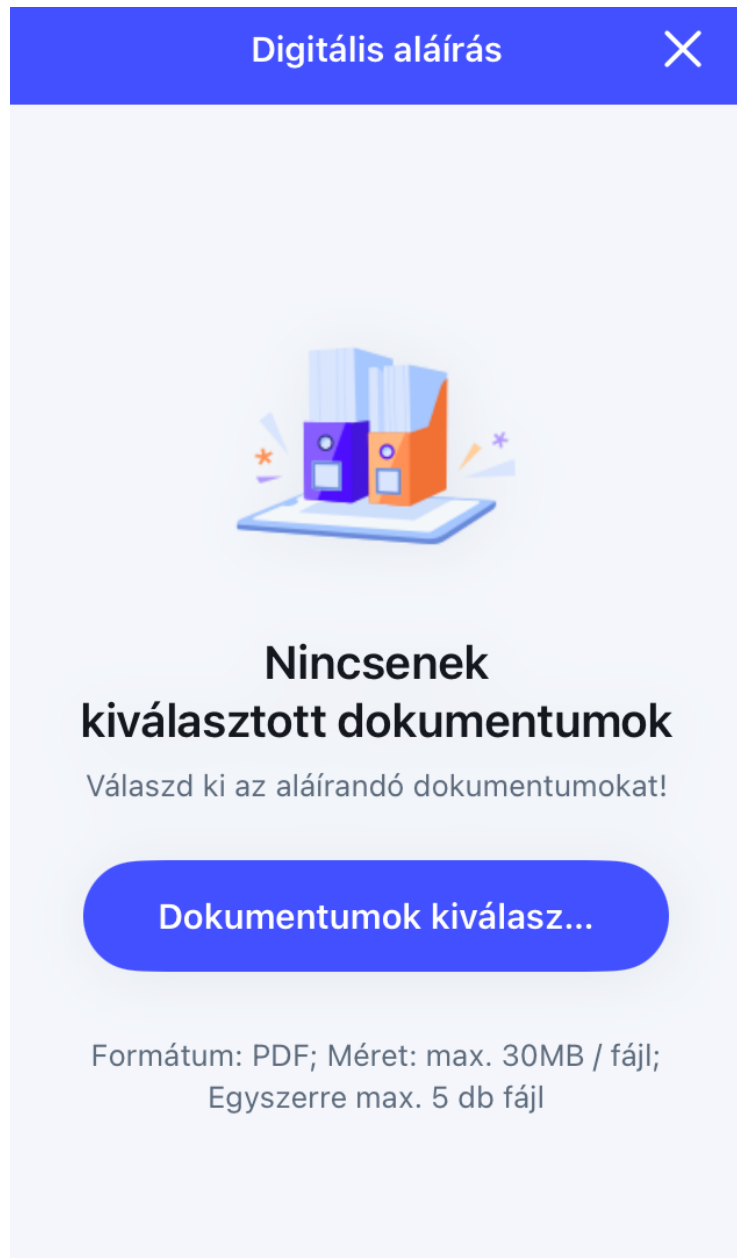 Digitális aláírás
Nincsenek
kiválasztott dokumentumok
Válaszd ki az aláírandó dokumentumokat!
Dokumentumok kiválasz...
Formátum: PDF; Méret: max. 30MB / fájl;
Egyszerre max. 5 db fájl